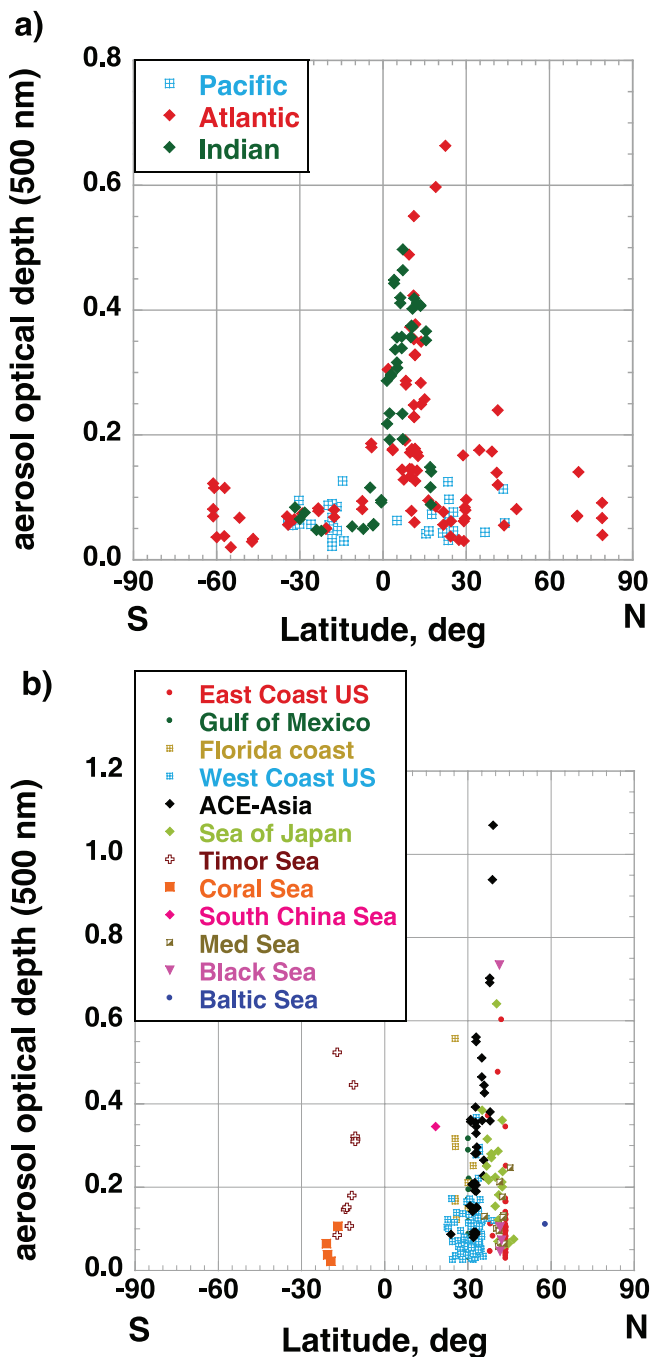 a)
0.8
Pacific
Atlantic
Indian
0.6
0.4
0.2
0.0
aerosol optical depth (500 nm)
-90 -60 -30 0 30 60 90
S Latitude, deg N
b)
East Coast US
Gulf of Mexico
Florida coast
West Coast US
ACE-Asia
Sea of Japan
Timor Sea
Coral Sea
South China Sea
Med Sea
Black Sea
Baltic Sea
1.2
1.0
0.8
0.6
0.4
0.2
0.0
aerosol optical depth (500 nm)
-90 -60 -30 0 30 60 90
S Latitude, deg N